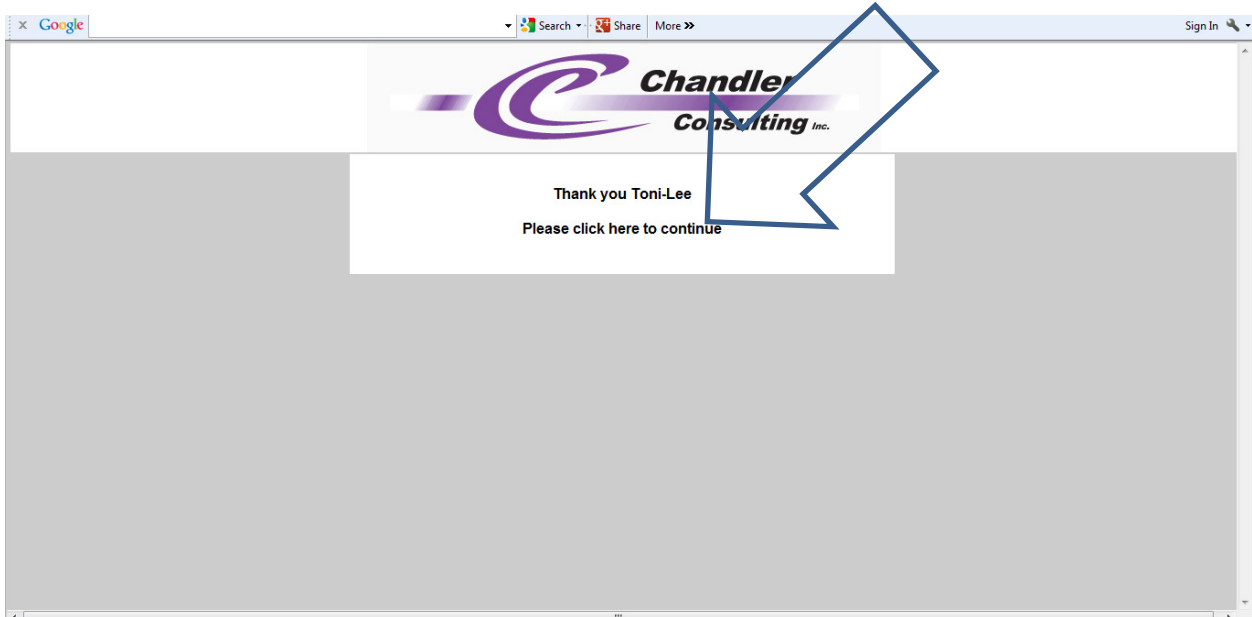 x Google Search Share More » Sign In
Chandler
Consulting Inc.
Thank you Toni-Lee
Please click here to continue